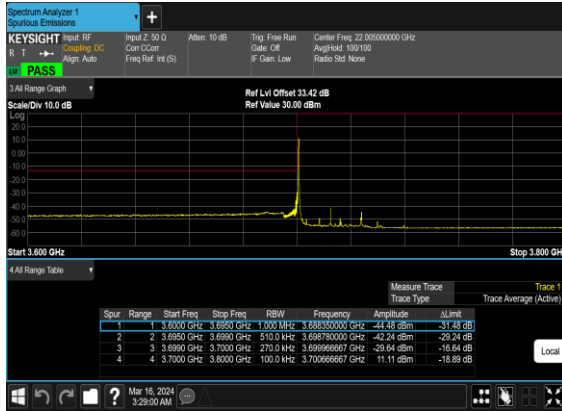 Spectrum Analyzer 1
Spurious Emissions
+
KEYSIGHT Input: RF Input Z: 50 Ω Atten: 10 dB Trig: Free Run Center Freq: 22.005000000 GHz
R T Coupling: DC Corr CCorr Gate: Off Avg|Hold: 100/100
Align: Auto Freq Ref: Int (S) IF Gain: Low Radio Std: None
PASS
3 All Range Graph Ref Lvl Offset 33.42 dB
Scale/Div 10.0 dB Ref Value 30.00 dBm
Log
20.0
10.0
0.00
-10.0
-20.0
-30.0
-40.0
-50.0
-60.0
Start 3.600 GHz Stop 3.800 GH
4 All Range Table
Measure Trace Trace 1
Trace Type Trace Average (Active)
Spur Range Start Freq Stop Freq RBW Frequency Amplitude ΔLimit
1 1 3.6000 GHz 3.6950 GHz 1.000 MHz 3.688350000 GHz -44.48 dBm -31.48 dB
2 2 3.6950 GHz 3.6990 GHz 510.0 kHz 3.698780000 GHz -42.24 dBm -29.24 dB
3 3 3.6990 GHz 3.7000 GHz 270.0 kHz 3.699966667 GHz -29.64 dBm -16.64 dB
4 4 3.7000 GHz 3.8000 GHz 100.0 kHz 3.700666667 GHz 11.11 dBm -18.89 dB
Local
? Mar 16, 2024
3:29:00 AM